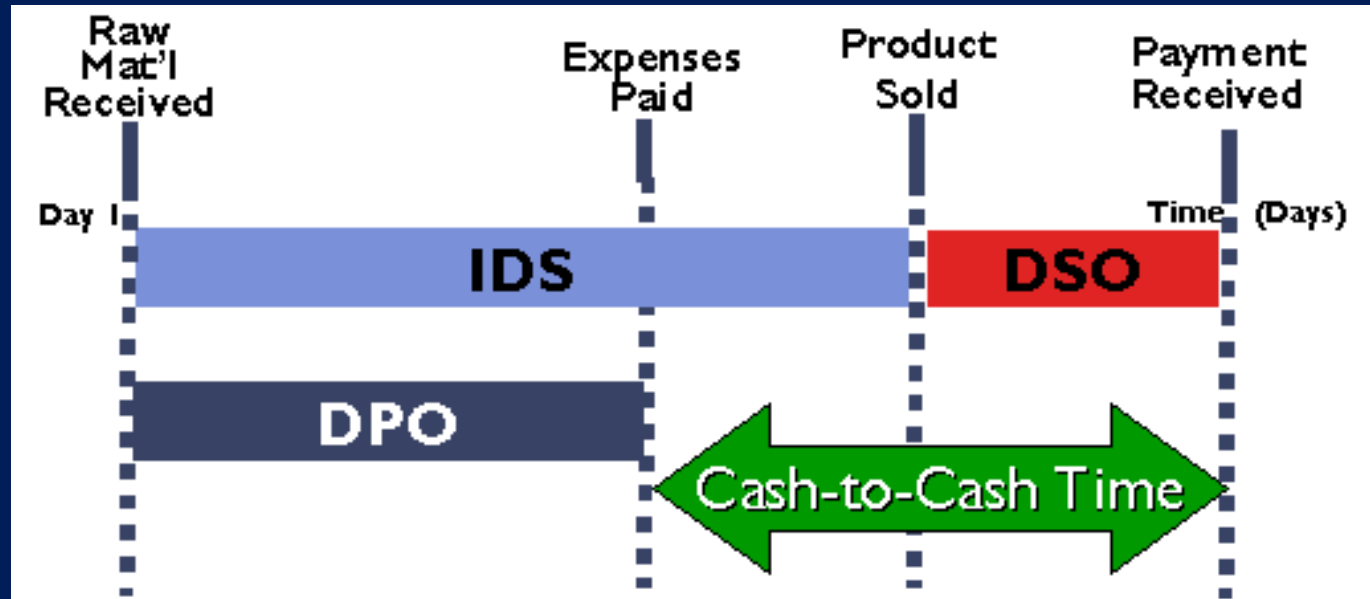 Raw
Mat'l
Received
Expenses
Paid
Product
Sold
Payment
Received
Day 1
Time (Days)
IDS
DSO
DPO
Cash-to-Cash Time